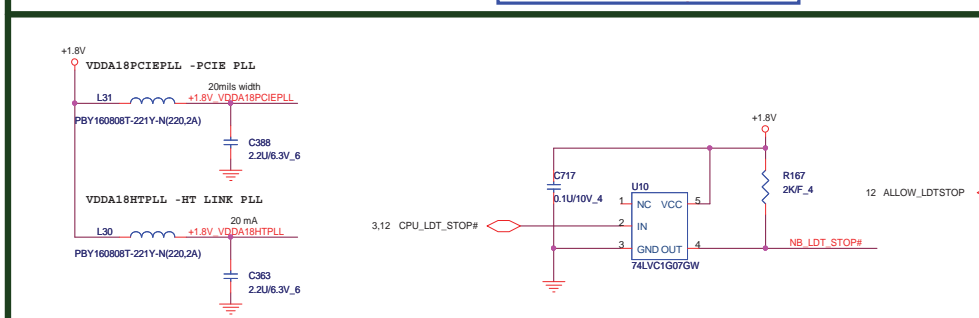 +1.8V
VDDA18PCIEPLL -PCIE PLL
20mils width
L31
+1.8V_VDDA18PCIEPLL
PBY160808T-221Y-N(220,2A)
C388
2.2U/6.3V_6
VDDA18HTPLL -HT LINK PLL
20 mA
L30
+1.8V_VDDA18HTPLL
PBY160808T-221Y-N(220,2A)
C363
2.2U/6.3V_6
+1.8V
C717
0.1U/10V_4
U10
1 NC VCC 5
2 IN
3 GND OUT 4
74LVC1G07GW
3,12 CPU_LDT_STOP#
R167
2K/F_4
NB_LDT_STOP#
12 ALLOW_LDTSTOP